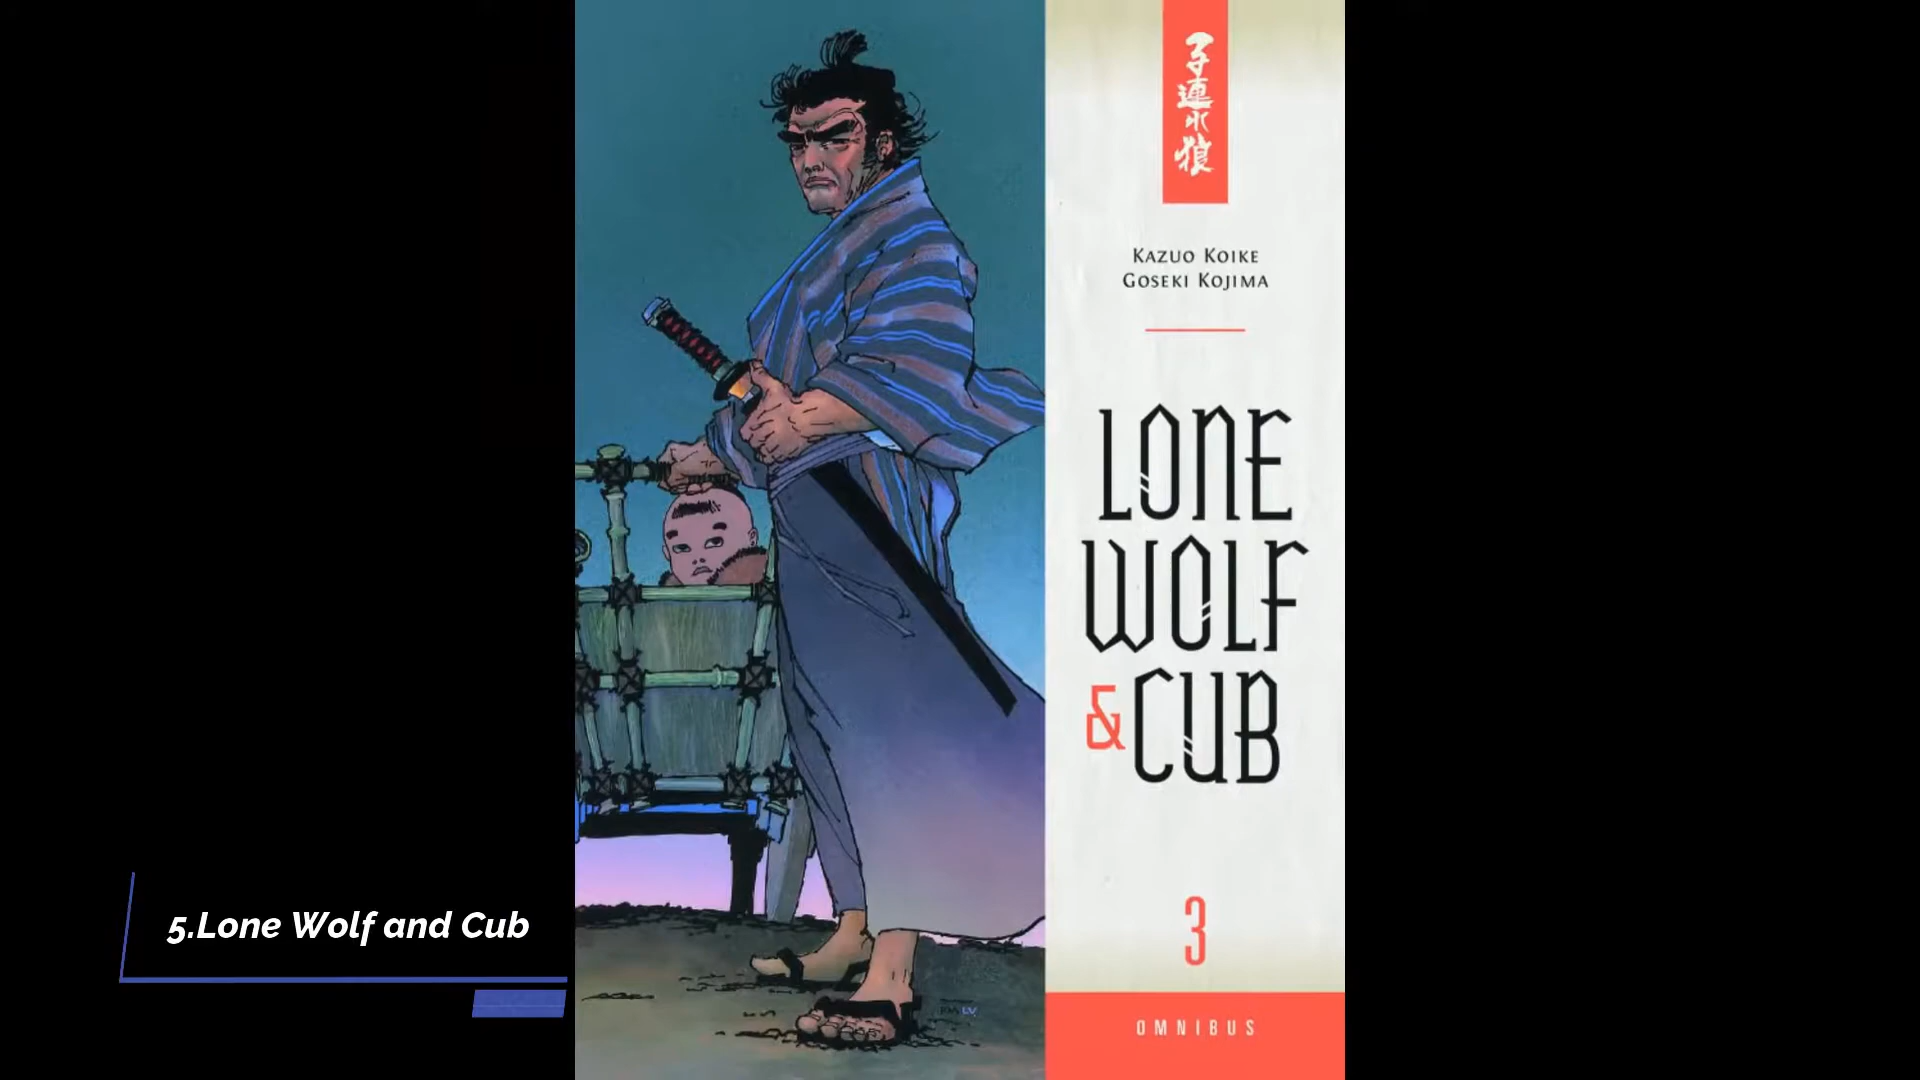 子連れ狼
KAZUO KOIKE
GOSEKI KOJIMA
LONE
WOLF
& CUB
3
OMNIBUS
5.Lone Wolf and Cub